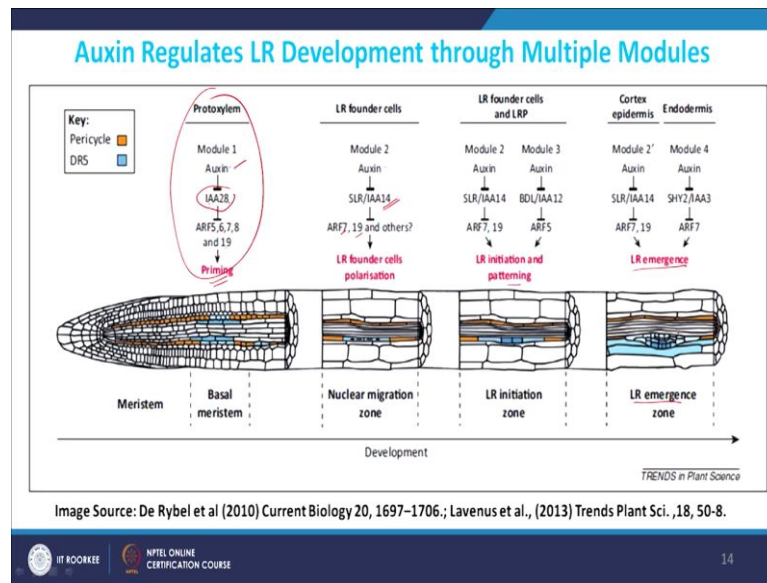 Auxin Regulates LR Development through Multiple Modules
Key:
Pericycle
DR5
Protoxylem
Module 1
Auxin
IAA28
ARF5,6,7,8
and 19
Priming
LR founder cells
Module 2
Auxin
SLR/IAA14
ARF7, 19 and others?
LR founder cells
polarisation
LR founder cells
and LRP
Module 2 Module 3
Auxin Auxin
SLR/IAA14 BDL/IAA12
ARF7, 19 ARF5
LR initiation and
patterning
Cortex
epidermis
Endodermis
Module 2' Module 4
Auxin Auxin
SLR/IAA14 SHY2/IAA3
ARF7, 19 ARF7
LR emergence
Meristem
Basal
meristem
Nuclear migration
zone
LR initiation
zone
LR emergence
zone
Development
TRENDS in Plant Science
Image Source: De Rybel et al (2010) Current Biology 20, 1697–1706.; Lavenus et al., (2013) Trends Plant Sci. ,18, 50-8.
IIT ROORKEE
NPTEL ONLINE
CERTIFICATION COURSE
14